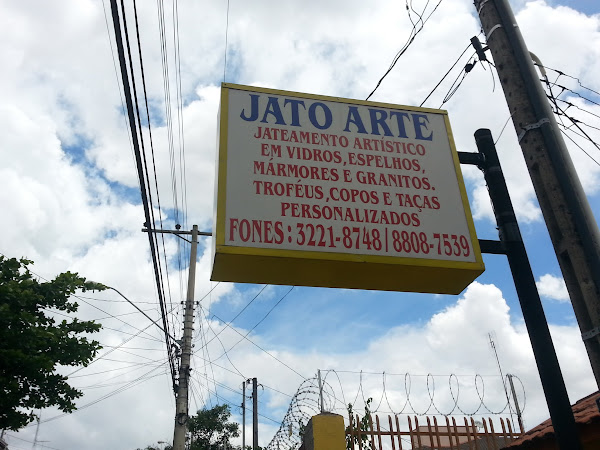 JATO ARTE
JATEAMENTO ARTÍSTICO
EM VIDROS, ESPELHOS,
MÁRMORES E GRANITOS.
TROFÉUS, COPOS E TAÇAS
PERSONALIZADOS
FONES: 3221-8748 / 8808-7539